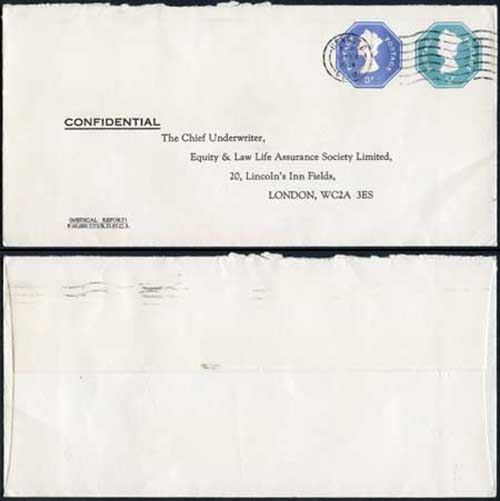 POSTAGE
CONFIDENTIAL
The Chief Underwriter,
Equity & Law Life Assurance Society Limited,
20, Lincoln's Inn Fields,
LONDON, WC2A 3ES
(MEDICAL REPORT)